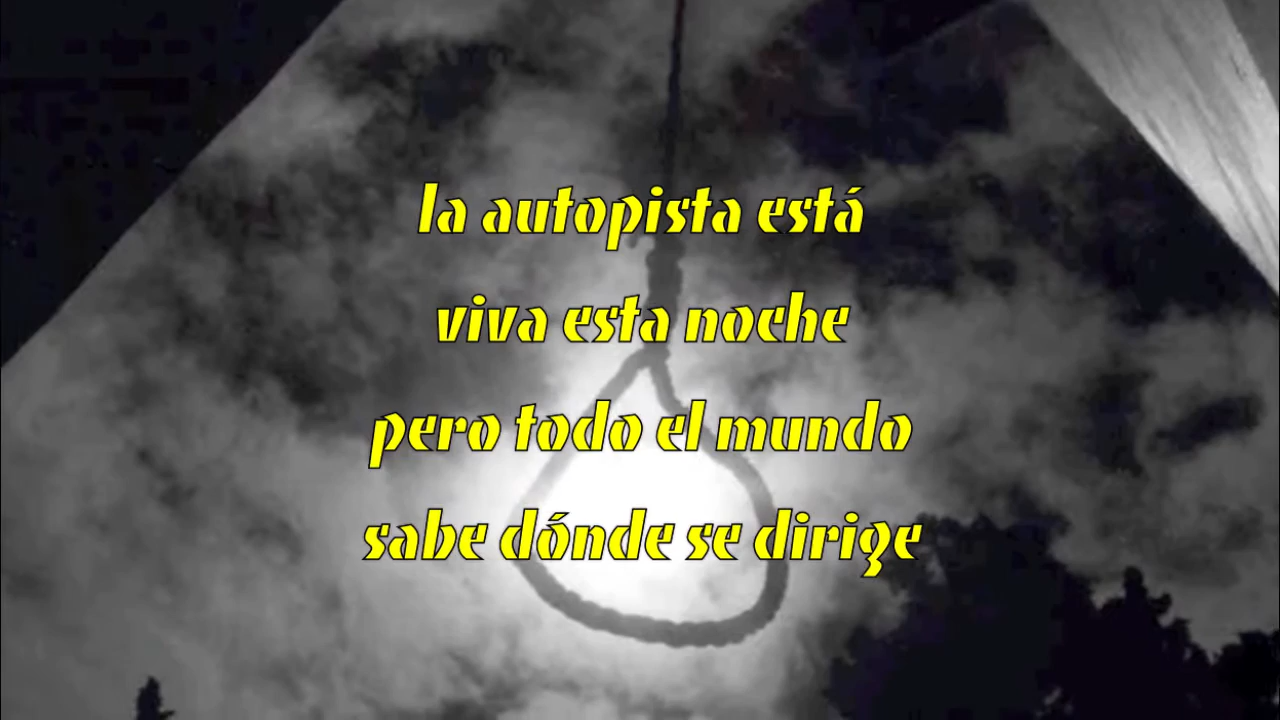 la autopista está
viva esta noche
pero todo el mundo
sabe dónde se dirige